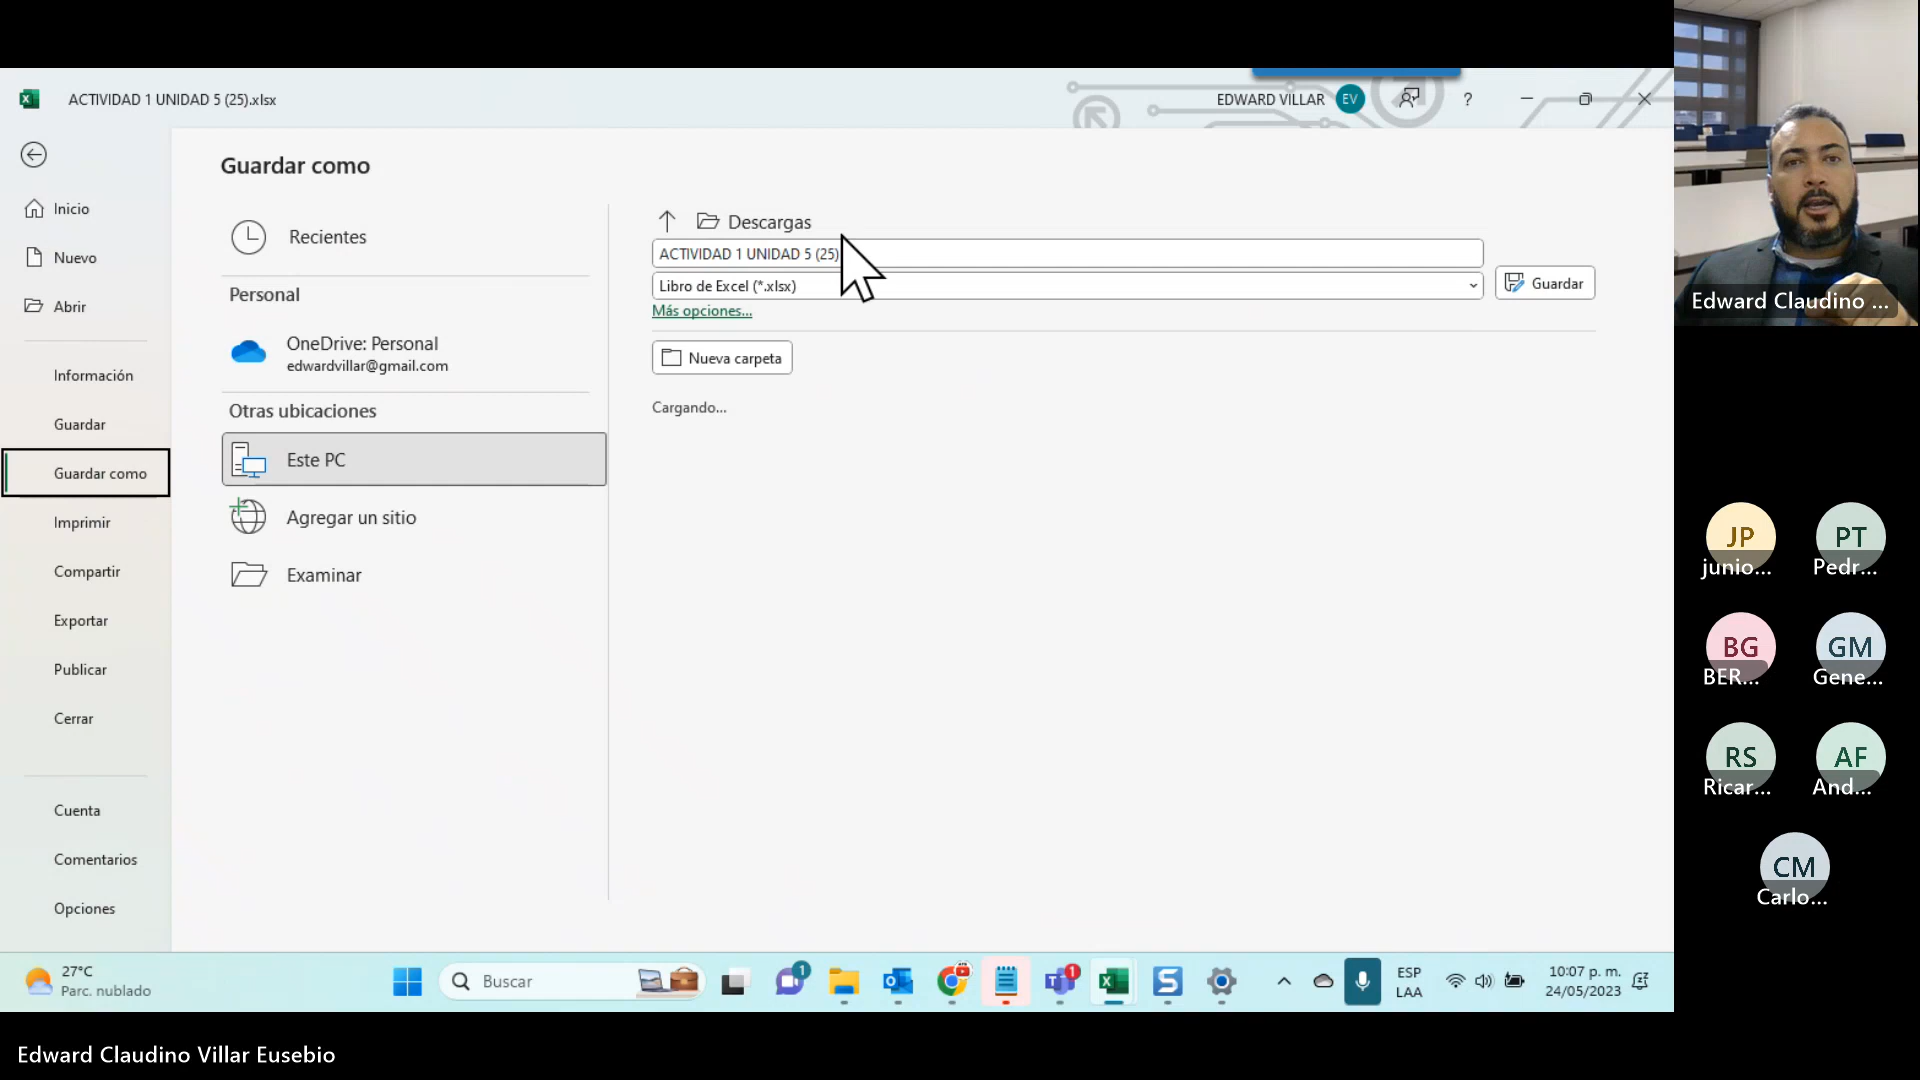 ACTIVIDAD 1 UNIDAD 5 (25).xlsx
EDWARD VILLAR
EV
?
Guardar como
Inicio
Nuevo
Abrir
Información
Guardar
Guardar como
Imprimir
Compartir
Exportar
Publicar
Cerrar
Cuenta
Comentarios
Opciones
Recientes
Personal
OneDrive: Personal
edwardvillar@gmail.com
Otras ubicaciones
Este PC
Agregar un sitio
Examinar
Descargas
ACTIVIDAD 1 UNIDAD 5 (25)
Libro de Excel (*.xlsx)
Guardar
Más opciones...
Nueva carpeta
Cargando...
Edward Claudino ...
JP
junio...
PT
Pedr...
BG
BER...
GM
Gene...
RS
Ricar...
AF
And...
CM
Carlo...
27°C
Parc. nublado
Buscar
1
1
ESP
LAA
10:07 p. m.
24/05/2023
Edward Claudino Villar Eusebio